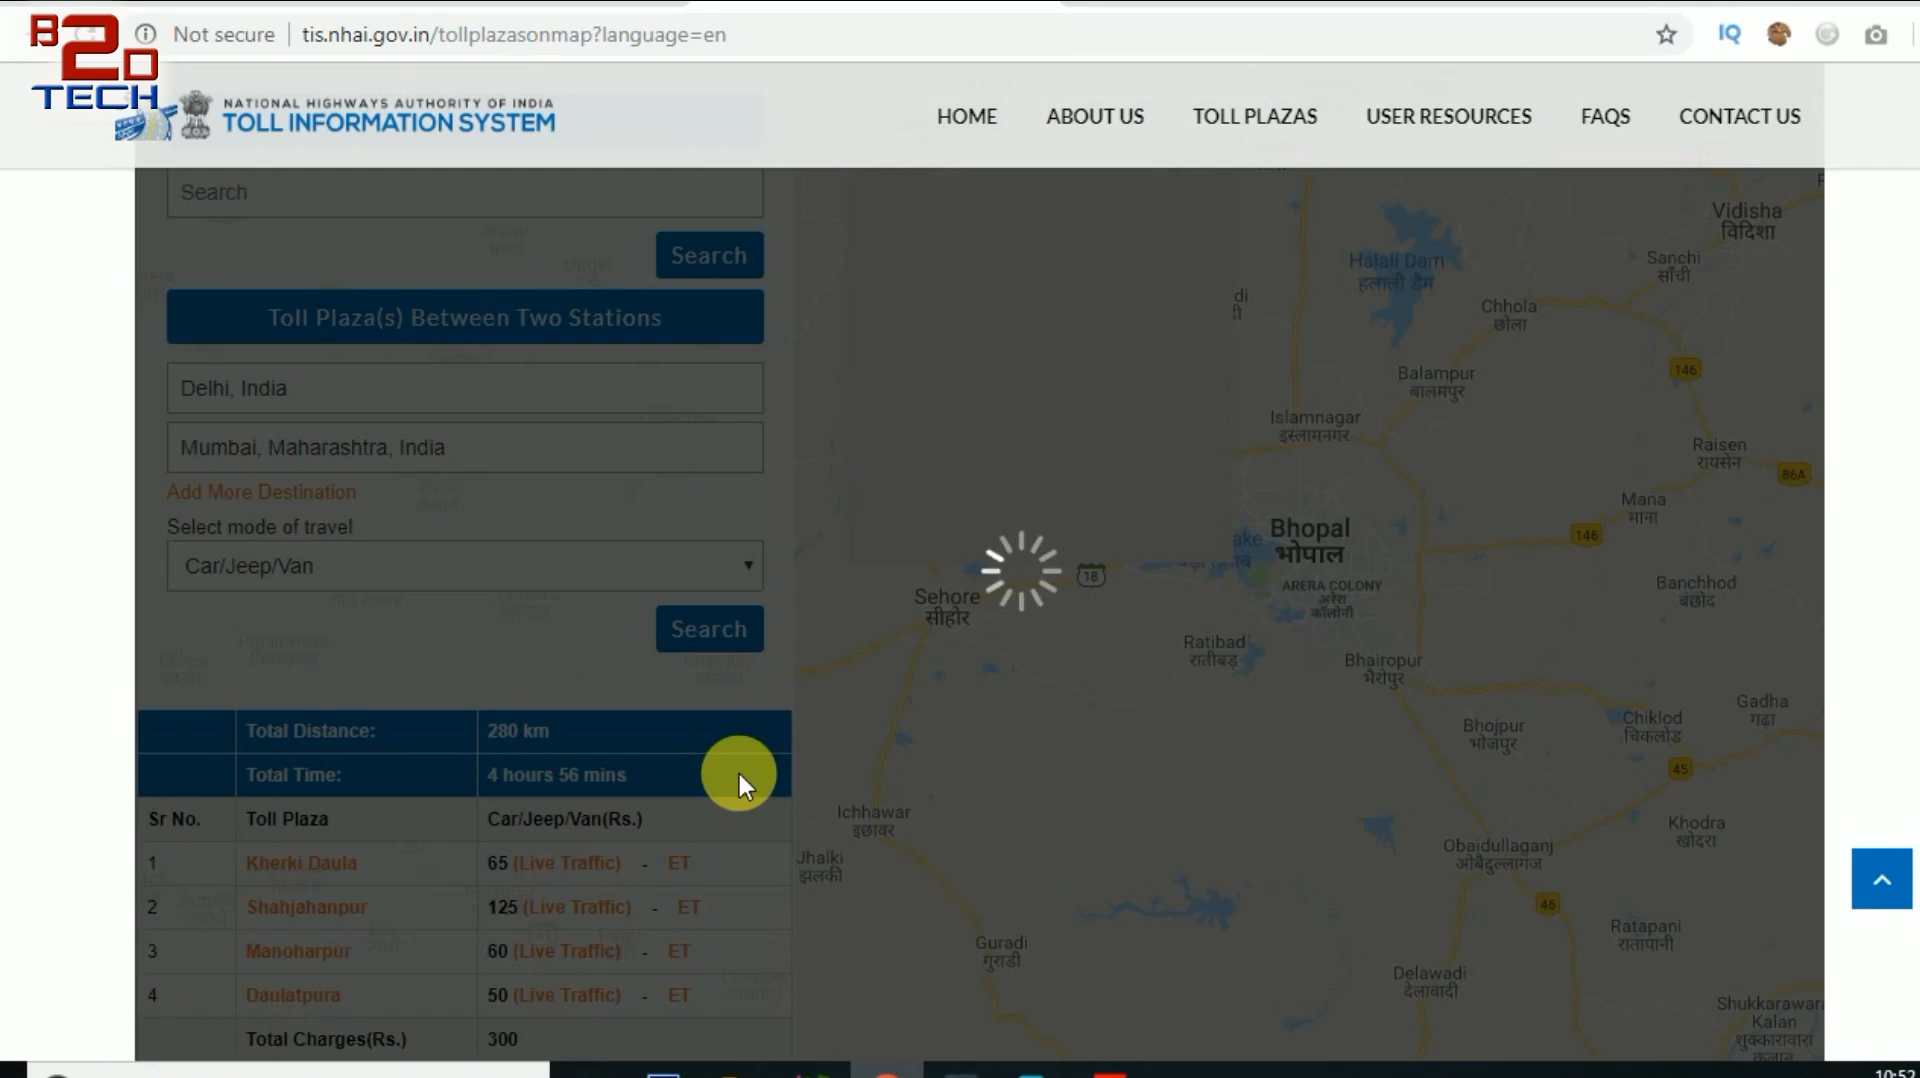 B2D
TECH
Not secure
tis.nhai.gov.in/tollplazasonmap?language=en
IQ
NATIONAL HIGHWAYS AUTHORITY OF INDIA
TOLL INFORMATION SYSTEM
HOME
ABOUT US
TOLL PLAZAS
USER RESOURCES
FAQS
CONTACT US
Search
Search
Toll Plaza(s) Between Two Stations
Delhi, India
Mumbai, Maharashtra, India
Add More Destination
Select mode of travel
Car/Jeep/Van
Search
Total Distance: 280 km
Total Time: 4 hours 56 mins
Sr No. Toll Plaza Car/Jeep/Van(Rs.)
1 Kherki Daula 65 (Live Traffic) - ET
2 Shahjahanpur 125 (Live Traffic) - ET
3 Manoharpur 60 (Live Traffic) - ET
4 Daulatpura 50 (Live Traffic) - ET
Total Charges(Rs.) 300
Vidisha
विदिशा
Halali Dam
हलाली डैम
Sanchi
साँची
Chhola
छोला
146
Balampur
बालमपुर
Islamnagar
इस्लामनगर
Raisen
रायसेन
86A
Mana
माना
Bhopal
भोपाल
146
18
ARERA COLONY
अरेरा
कॉलोनी
Banchhod
बंछोद
Sehore
सीहोर
Ratibad
रातीबड़
Bhairopur
भैरोपुर
Gadha
गढ़ा
Bhojpur
भोजपुर
Chiklod
चिकलोद
45
Ichhawar
इछावर
Khodra
खोदरा
Jhalki
झलकी
Obaidullaganj
ओबैदुल्लागंज
46
Ratapani
रातापानी
Guradi
गुराडी
Delawadi
देलावादी
Shukkarawara
Kalan
शुक्कारावारा
10:52